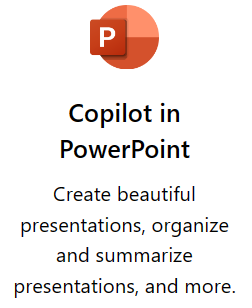 P
Copilot in
PowerPoint
Create beautiful
presentations, organize
and summarize
presentations, and more.